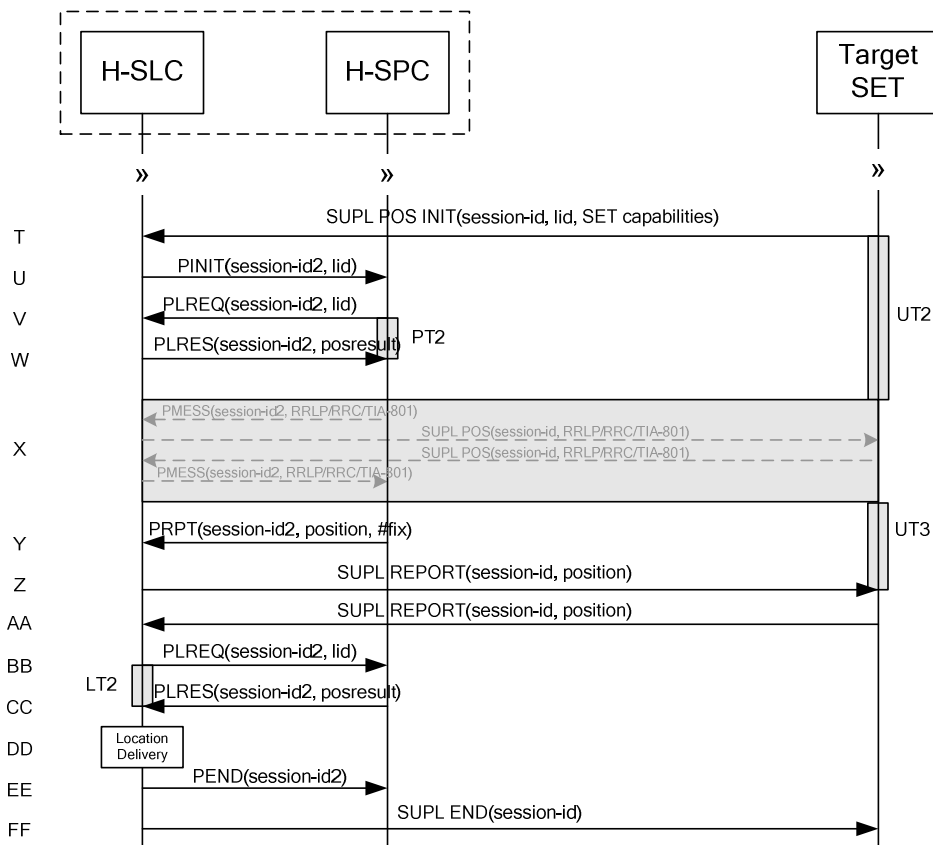 H-SLC
H-SPC
Target
SET
»
»
»
SUPL POS INIT(session-id, lid, SET capabilities)
T
PINIT(session-id2, lid)
U
PLREQ(session-id2, lid)
V
UT2
PT2
PLRES(session-id2, posresult)
W
PMESS(session-id2, RRLP/RRC/TIA-801)
SUPL POS(session-id, RRLP/RRC/TIA-801)
X
SUPL POS(session-id, RRLP/RRC/TIA-801)
PMESS(session-id2, RRLP/RRC/TIA-801)
PRPT(session-id2, position, #fix)
UT3
Y
SUPL REPORT(session-id, position)
Z
SUPL REPORT(session-id, position)
AA
PLREQ(session-id2, lid)
BB
LT2
PLRES(session-id2, posresult)
CC
Location
Delivery
DD
PEND(session-id2)
EE
SUPL END(session-id)
FF